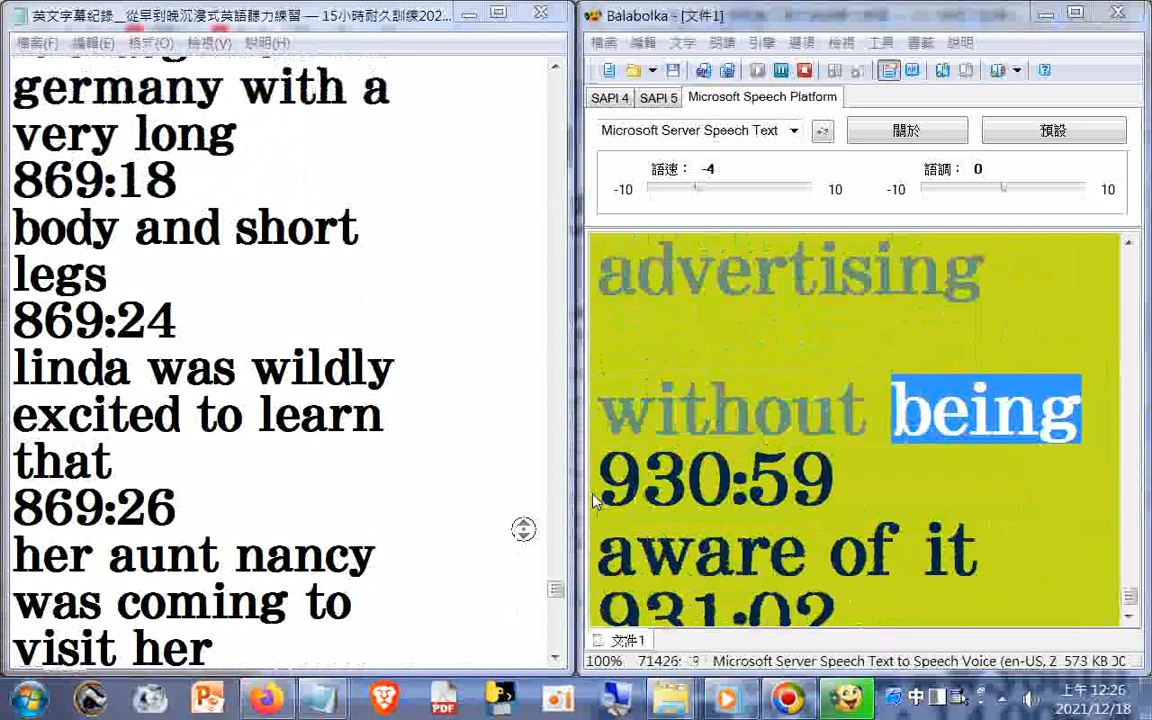 英文字幕紀錄__從早到晚沉浸式英語聽力練習 — 15小時耐久訓練202...
檔案(F) 編輯(E) 格式(O) 檢視(V) 說明(H)
germany with a
very long
869:18
body and short
legs
869:24
linda was wildly
excited to learn
that
869:26
her aunt nancy
was coming to
visit her
Balabolka - [文件1]
檔案 編輯 文字 朗讀 引擎 選項 檢視 工具 書籤 說明
SAPI 4 SAPI 5 Microsoft Speech Platform
Microsoft Server Speech Text 關於 預設
語速： -4 語調： 0
-10 10 -10 10
advertising
without being
930:59
aware of it
931:02
文件1
100% 71426: Microsoft Server Speech Text to Speech Voice (en-US, Z 573 KB
PDF
中
上午 12:26
2021/12/18